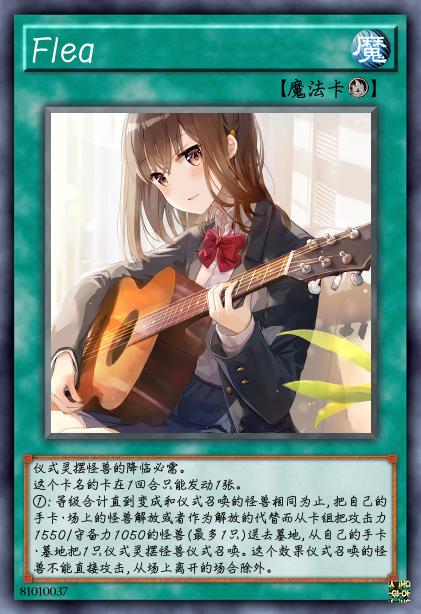 Flea
魔
【魔法卡】
仪式灵摆怪兽的降临必需。
这个卡名的卡在1回合只能发动1张。
①：等级合计直到变成和仪式召唤的怪兽相同为止，把自己的
手卡·场上的怪兽解放或者作为解放的代替而从卡组把攻击力
1550/守备力1050的怪兽(最多1只)送去墓地，从自己的手卡
·墓地把1只仪式灵摆怪兽仪式召唤。这个效果仪式召唤的怪
兽不能直接攻击，从场上离开的场合除外。
81010037